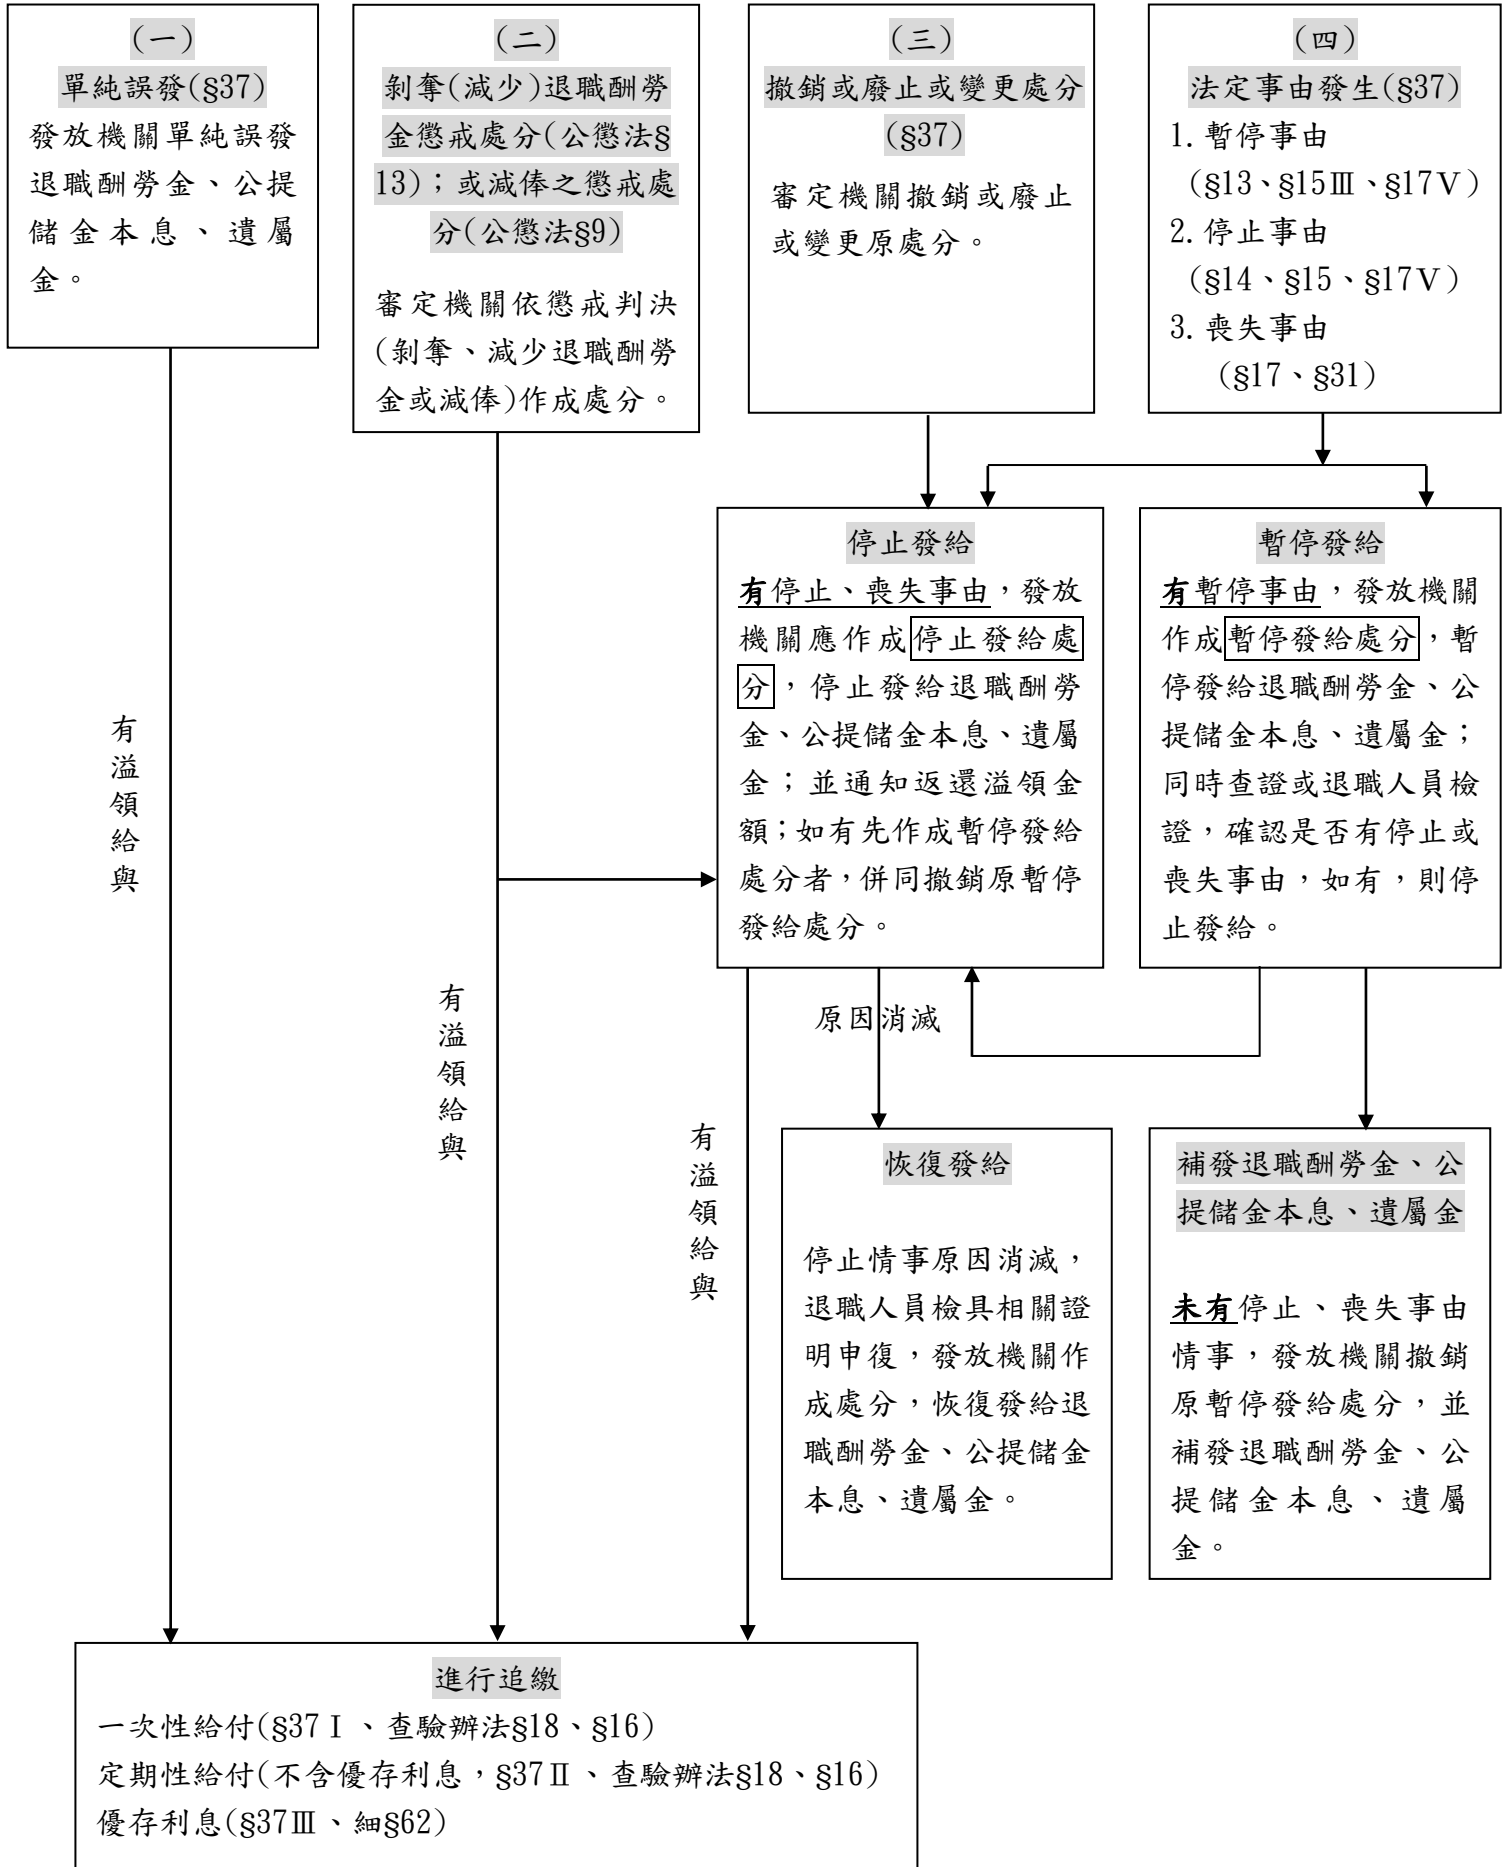 (一)
單純誤發(§37)
發放機關單純誤發
退職酬勞金、公提
儲金本息、遺屬
金。
(二)
剝奪(減少)退職酬勞
金懲戒處分(公懲法§
13)；或減俸之懲戒處
分(公懲法§9)
審定機關依懲戒判決
(剝奪、減少退職酬勞
金或減俸)作成處分。
(三)
撤銷或廢止或變更處分
(§37)
審定機關撤銷或廢止
或變更原處分。
(四)
法定事由發生(§37)
1. 暫停事由
(§13、§15Ⅲ、§17Ⅴ)
2. 停止事由
(§14、§15、§17Ⅴ)
3. 喪失事由
(§17、§31)
停止發給
有停止、喪失事由，發放
機關應作成停止發給處
分，停止發給退職酬勞
金、公提儲金本息、遺屬
金；並通知返還溢領金
額；如有先作成暫停發給
處分者，併同撤銷原暫停
發給處分。
暫停發給
有暫停事由，發放機關
作成暫停發給處分，暫
停發給退職酬勞金、公
提儲金本息、遺屬金；
同時查證或退職人員檢
證，確認是否有停止或
喪失事由，如有，則停
止發給。
有溢領給與
有溢領給與
有溢領給與
原因消滅
恢復發給
停止情事原因消滅，
退職人員檢具相關證
明申復，發放機關作
成處分，恢復發給退
職酬勞金、公提儲金
本息、遺屬金。
補發退職酬勞金、公
提儲金本息、遺屬金
未有停止、喪失事由
情事，發放機關撤銷
原暫停發給處分，並
補發退職酬勞金、公
提儲金本息、遺屬
金。
進行追繳
一次性給付(§37Ⅰ、查驗辦法§18、§16)
定期性給付(不含優存利息，§37Ⅱ、查驗辦法§18、§16)
優存利息(§37Ⅲ、細§62)